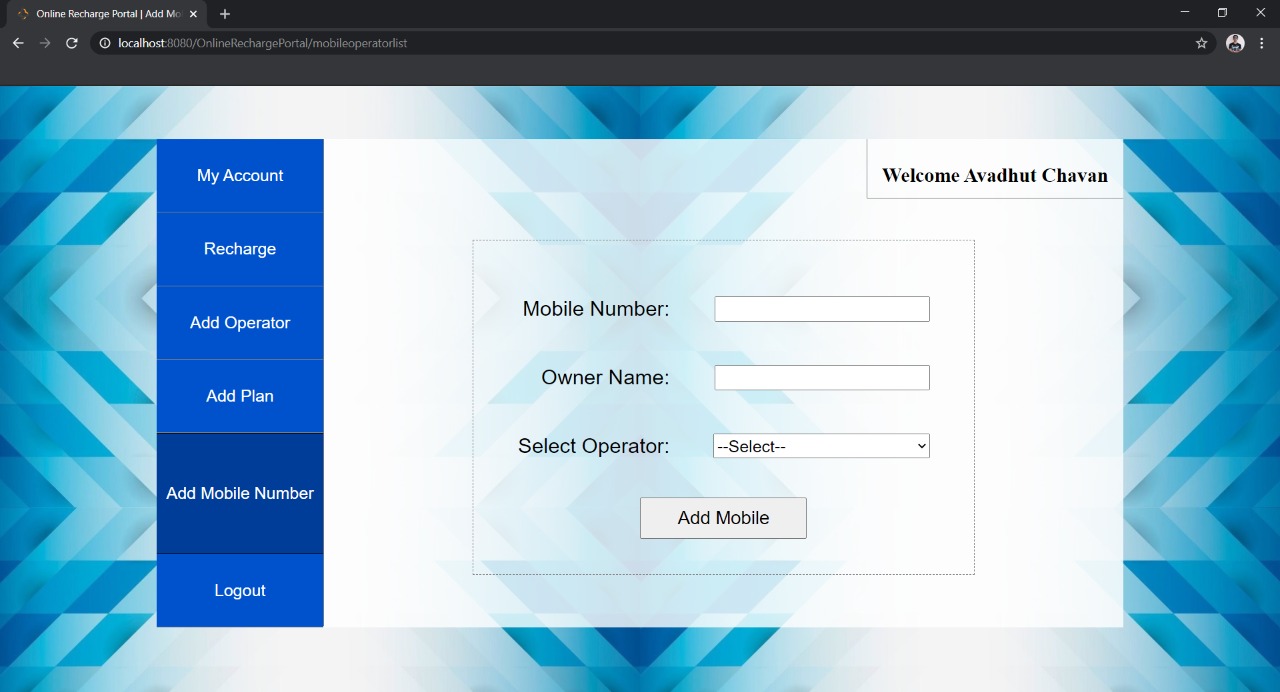 Online Recharge Portal | Add Mo
localhost:8080/OnlineRechargePortal/mobileoperatorlist
My Account
Recharge
Add Operator
Add Plan
Add Mobile Number
Logout
Welcome Avadhut Chavan
Mobile Number:
Owner Name:
Select Operator:
--Select--
Add Mobile